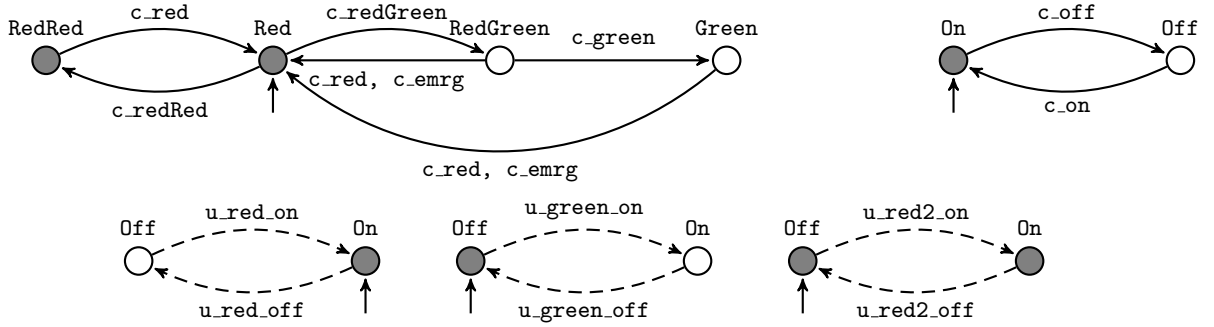 c_red
c_redGreen
c_off
RedRed
Red
RedGreen
Green
On
Off
c_green
c_red, c_emrg
c_redRed
c_on
c_red, c_emrg
u_red_on
u_green_on
u_red2_on
Off
On
Off
On
Off
On
u_red_off
u_green_off
u_red2_off